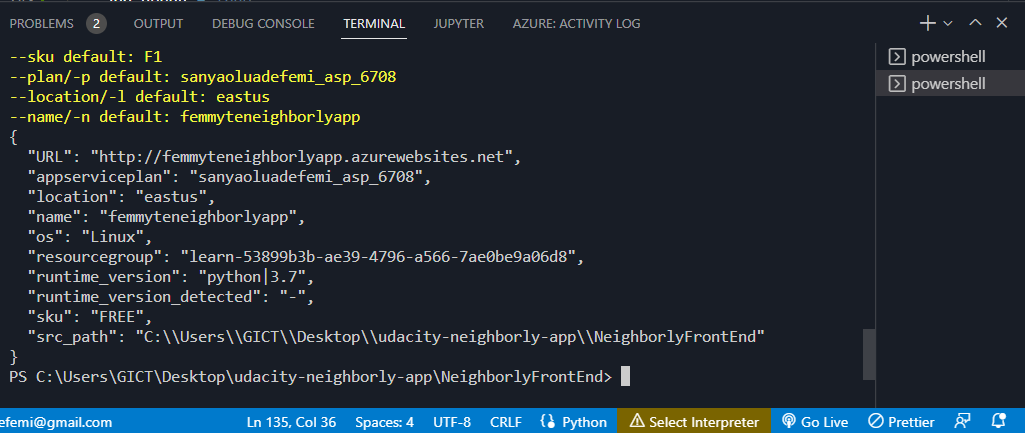 PROBLEMS 2 OUTPUT DEBUG CONSOLE TERMINAL JUPYTER AZURE: ACTIVITY LOG
--sku default: F1
--plan/-p default: sanyaoluadefemi_asp_6708
--location/-l default: eastus
--name/-n default: femmyteneighborlyapp
{
"URL": "http://femmyteneighborlyapp.azurewebsites.net",
"appserviceplan": "sanyaoluadefemi_asp_6708",
"location": "eastus",
"name": "femmyteneighborlyapp",
"os": "Linux",
"resourcegroup": "learn-53899b3b-ae39-4796-a566-7ae0be9a06d8",
"runtime_version": "python|3.7",
"runtime_version_detected": "-",
"sku": "FREE",
"src_path": "C:\\Users\\GICT\\Desktop\\udacity-neighborly-app\\NeighborlyFrontEnd"
}
PS C:\Users\GICT\Desktop\udacity-neighborly-app\NeighborlyFrontEnd>
powershell
powershell
efemi@gmail.com Ln 135, Col 36 Spaces: 4 UTF-8 CRLF Python Select Interpreter Go Live Prettier